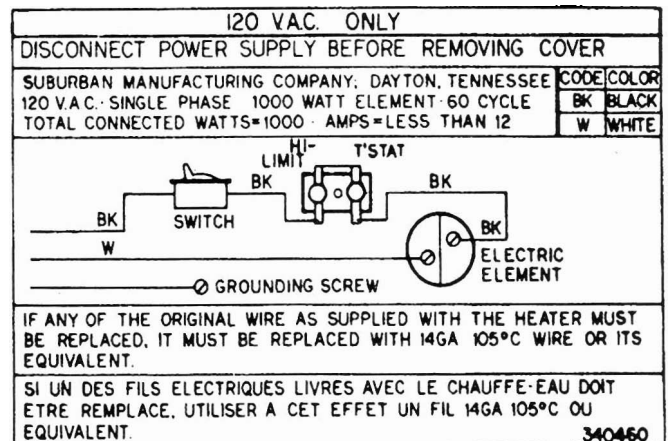 120 V.A.C. ONLY
DISCONNECT POWER SUPPLY BEFORE REMOVING COVER
SUBURBAN MANUFACTURING COMPANY; DAYTON, TENNESSEE
120 V.A.C.· SINGLE PHASE 1000 WATT ELEMENT · 60 CYCLE
TOTAL CONNECTED WATTS=1000 · AMPS=LESS THAN 12
CODE COLOR
BK BLACK
W WHITE
HI-
LIMIT
T'STAT
BK
BK
BK
SWITCH
BK
W
ELECTRIC
ELEMENT
GROUNDING SCREW
IF ANY OF THE ORIGINAL WIRE AS SUPPLIED WITH THE HEATER MUST
BE REPLACED, IT MUST BE REPLACED WITH 14GA 105°C WIRE OR ITS
EQUIVALENT.
SI UN DES FILS ELECTRIQUES LIVRES AVEC LE CHAUFFE-EAU DOIT
ETRE REMPLACE, UTILISER A CET EFFET UN FIL 14GA 105°C OU
EQUIVALENT.
340460